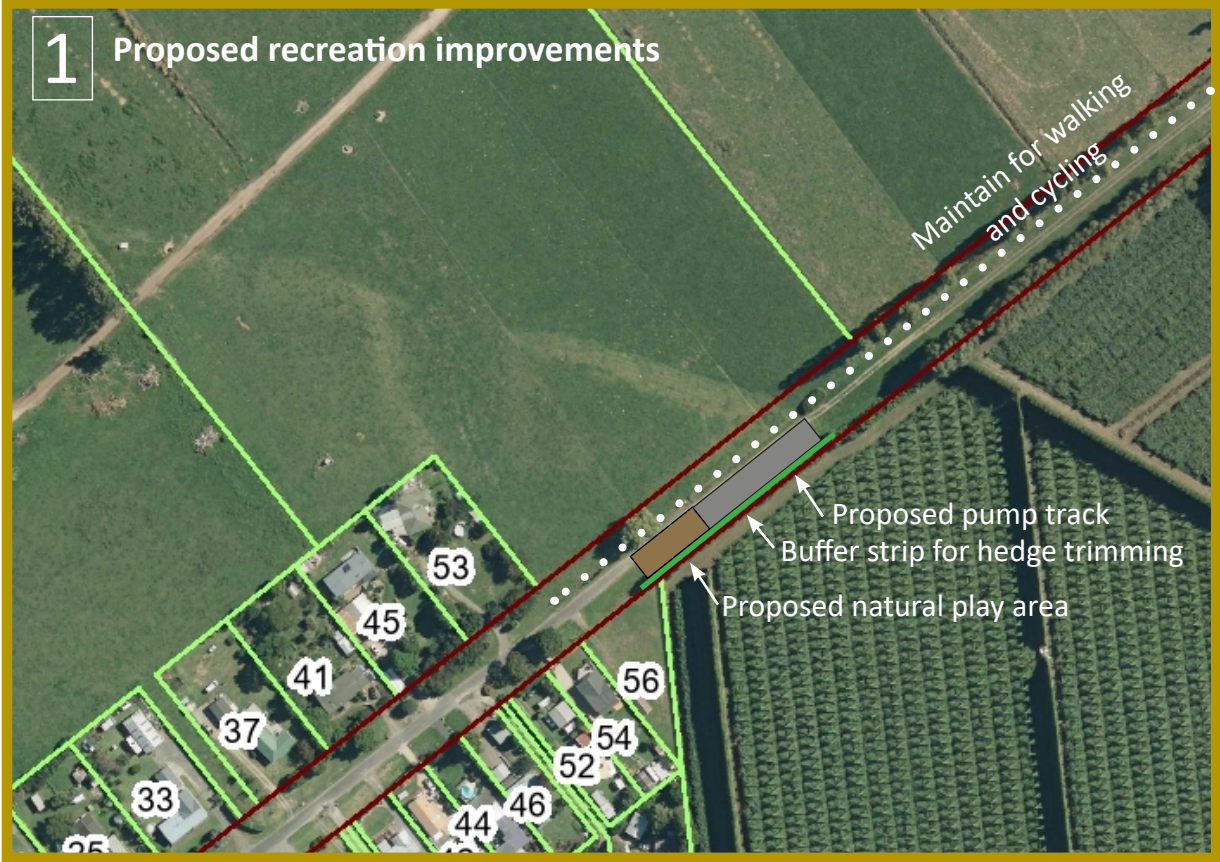 1
Proposed recreation improvements
Maintain for walking
and cycling
Proposed pump track
Buffer strip for hedge trimming
Proposed natural play area
53
45
41
37
33
56
54
52
46
44